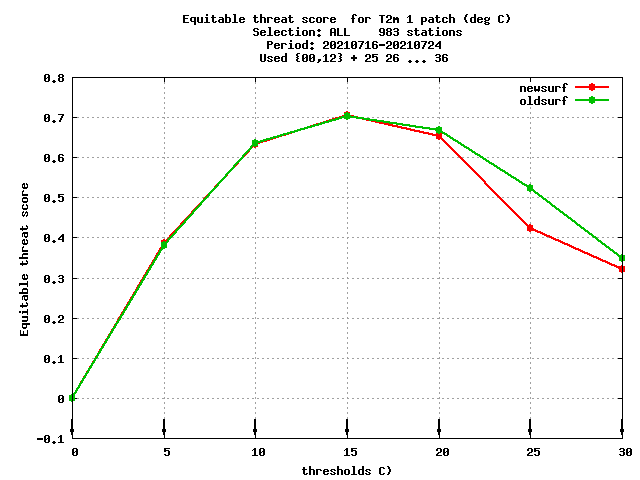 Equitable threat score  for T2m 1 patch (deg C)
Selection: ALL    983 stations
Period: 20210716-20210724
Used {00,12} + 25 26 ... 36
newsurf
oldsurf
0.8
0.7
0.6
0.5
0.4
0.3
0.2
0.1
0
-0.1
Equitable threat score
0 5 10 15 20 25 30
thresholds C)